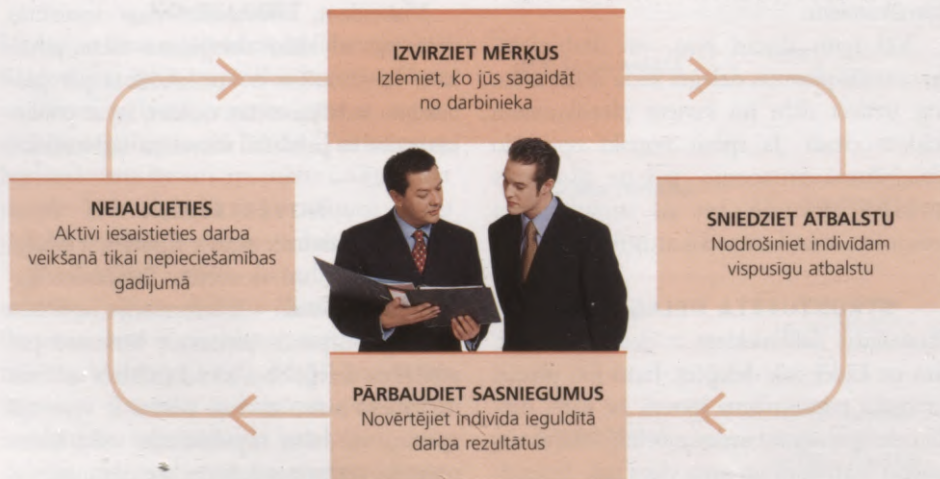 IZVIRZIET MĒRĶUS
Izlemiet, ko jūs sagaidāt
no darbinieka
NEJAUCIETIES
Aktīvi iesaistieties darba
veikšanā tikai nepieciešamības
gadījumā
SNIEDZIET ATBALSTU
Nodrošiniet indivīdam
vispusīgu atbalstu
PĀRBAUDIET SASNIEGUMUS
Novērtējiet indivīda ieguldītā
darba rezultātus